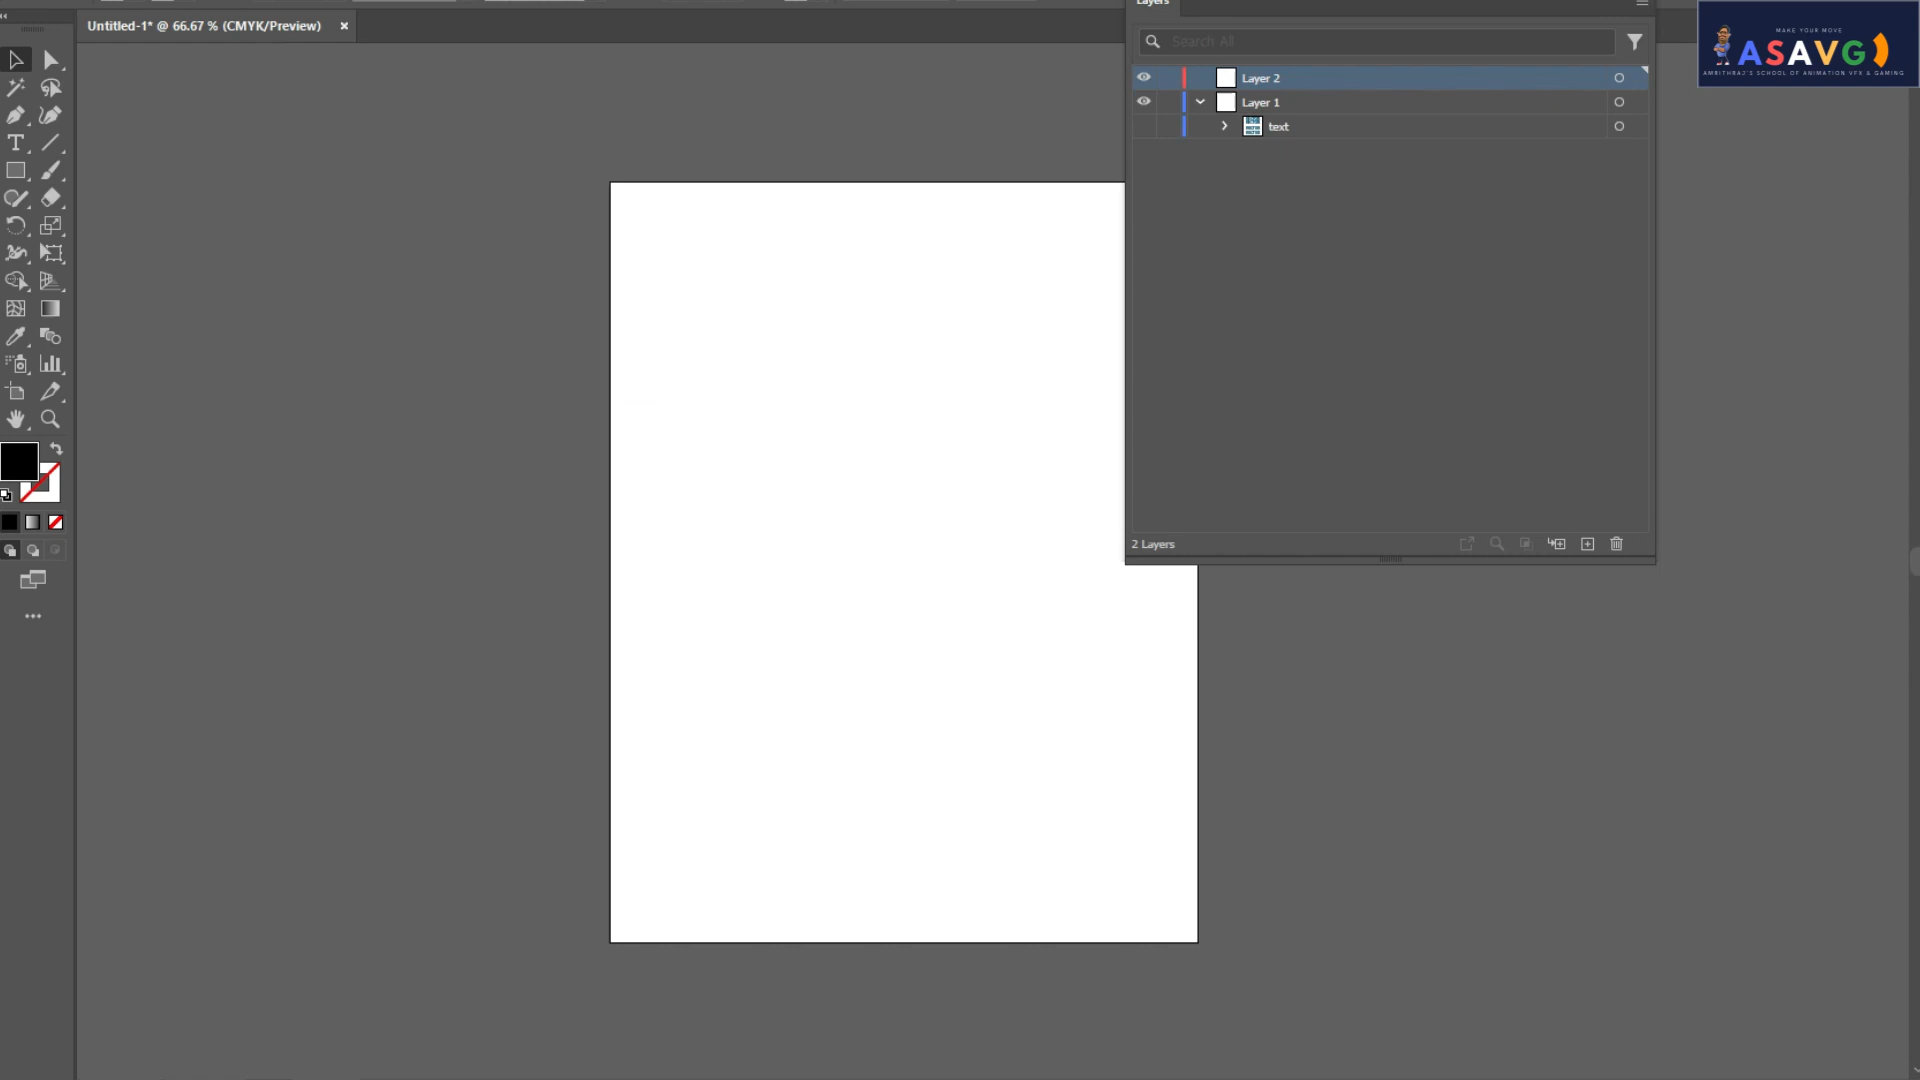 Layers
Untitled-1* @ 66.67 % (CMYK/Preview)
Search All
MAKE YOUR MOVE
ASAVG
AMRITHRAJ'S SCHOOL OF ANIMATION VFX & GAMING
Layer 2
Layer 1
text
2 Layers